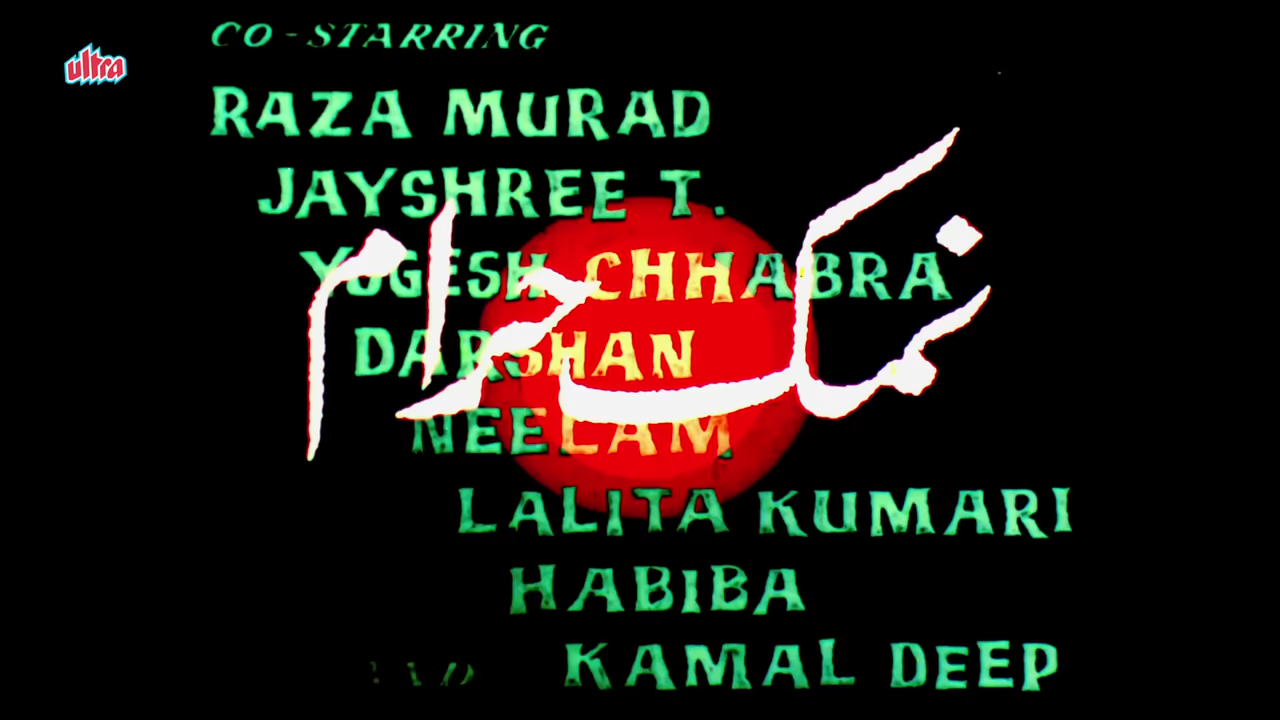 CO-STARRING
ultra
RAZA MURAD
JAYSHREE T.
YOGESH CHHABRA
نمک حرام
DARSHAN
NEELAM
LALITA KUMARI
HABIBA
KAMAL DEEP